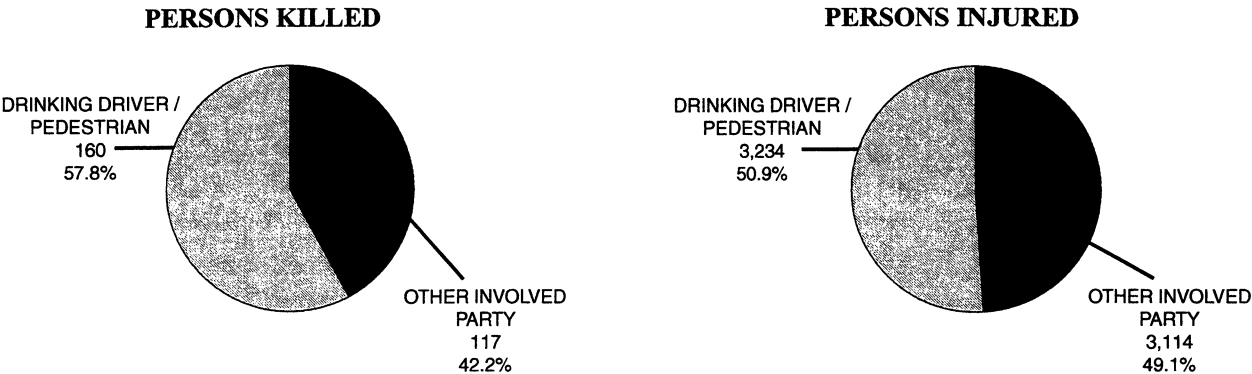 PERSONS KILLED
DRINKING DRIVER /
PEDESTRIAN
160
57.8%
OTHER INVOLVED
PARTY
117
42.2%
PERSONS INJURED
DRINKING DRIVER /
PEDESTRIAN
3,234
50.9%
OTHER INVOLVED
PARTY
3,114
49.1%